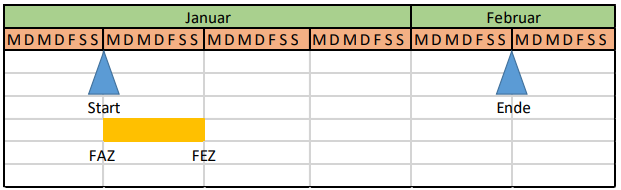 Januar Februar
M D M D F S S M D M D F S S M D M D F S S M D M D F S S M D M D F S S M D M D F S S
Start Ende
FAZ FEZ